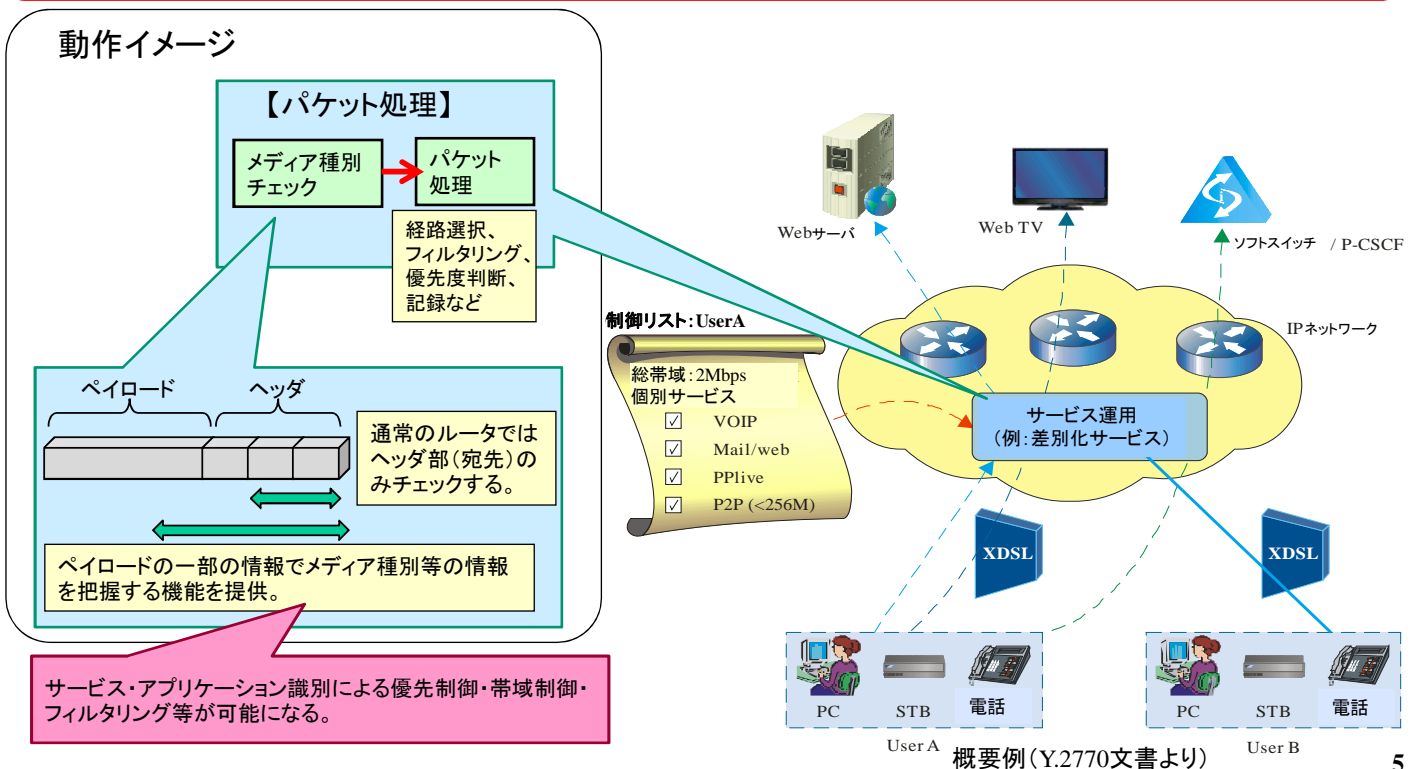 動作イメージ
【パケット処理】
メディア種別
チェック
パケット
処理
経路選択、
フィルタリング、
優先度判断、
記録など
ペイロード
ヘッダ
通常のルータでは
ヘッダ部(宛先)の
みチェックする。
ペイロードの一部の情報でメディア種別等の情報
を把握する機能を提供。
サービス・アプリケーション識別による優先制御・帯域制御・
フィルタリング等が可能になる。
制御リスト:UserA
総帯域:2Mbps
個別サービス
☑ VOIP
☑ Mail/web
☑ PPlive
☑ P2P (<256M)
Webサーバ
Web TV
ソフトスイッチ / P-CSCF
IPネットワーク
サービス運用
(例:差別化サービス)
XDSL
XDSL
PC STB 電話
User A
PC STB 電話
User B
概要例(Y.2770文書より)
5